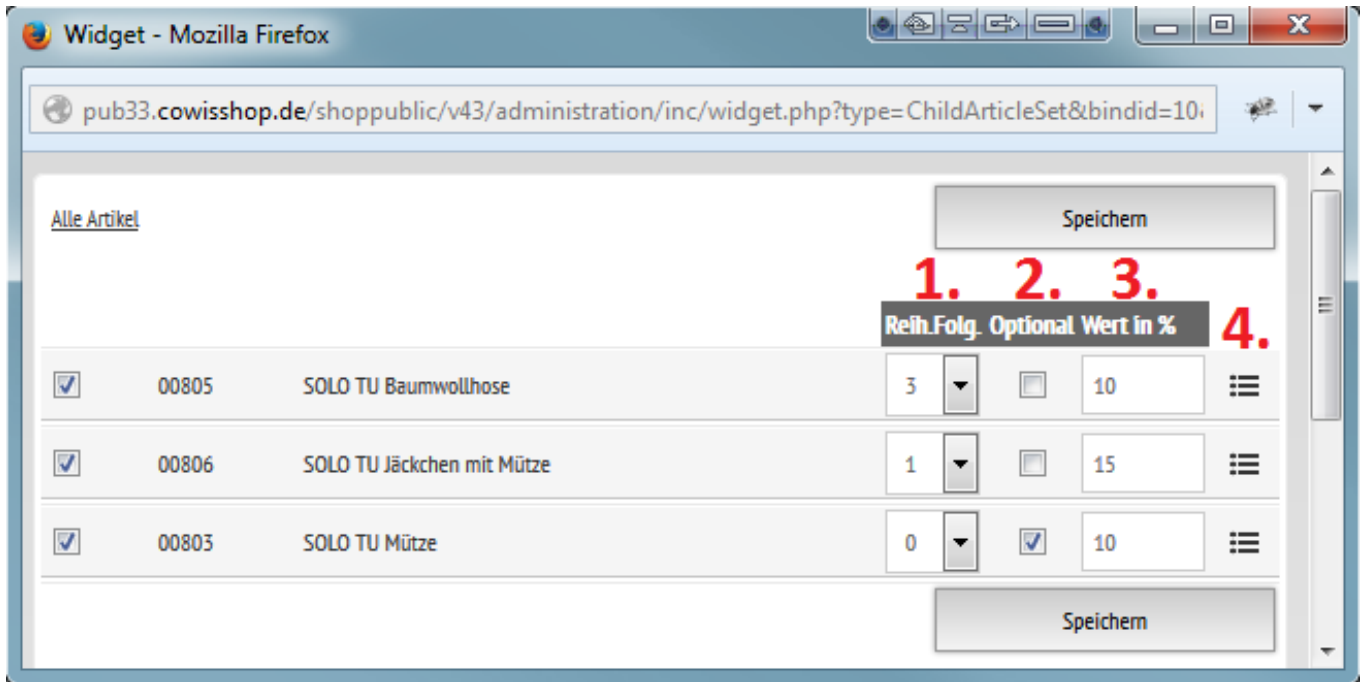 Widget - Mozilla Firefox
pub33.cowisshop.de/shoppublic/v43/administration/inc/widget.php?type=ChildArticleSet&bindid=10
Alle Artikel
Speichern
1. 2. 3.
Reih.Folg. Optional Wert in %
4.
00805 SOLO TU Baumwollhose 3 10
00806 SOLO TU Jäckchen mit Mütze 1 15
00803 SOLO TU Mütze 0 10
Speichern